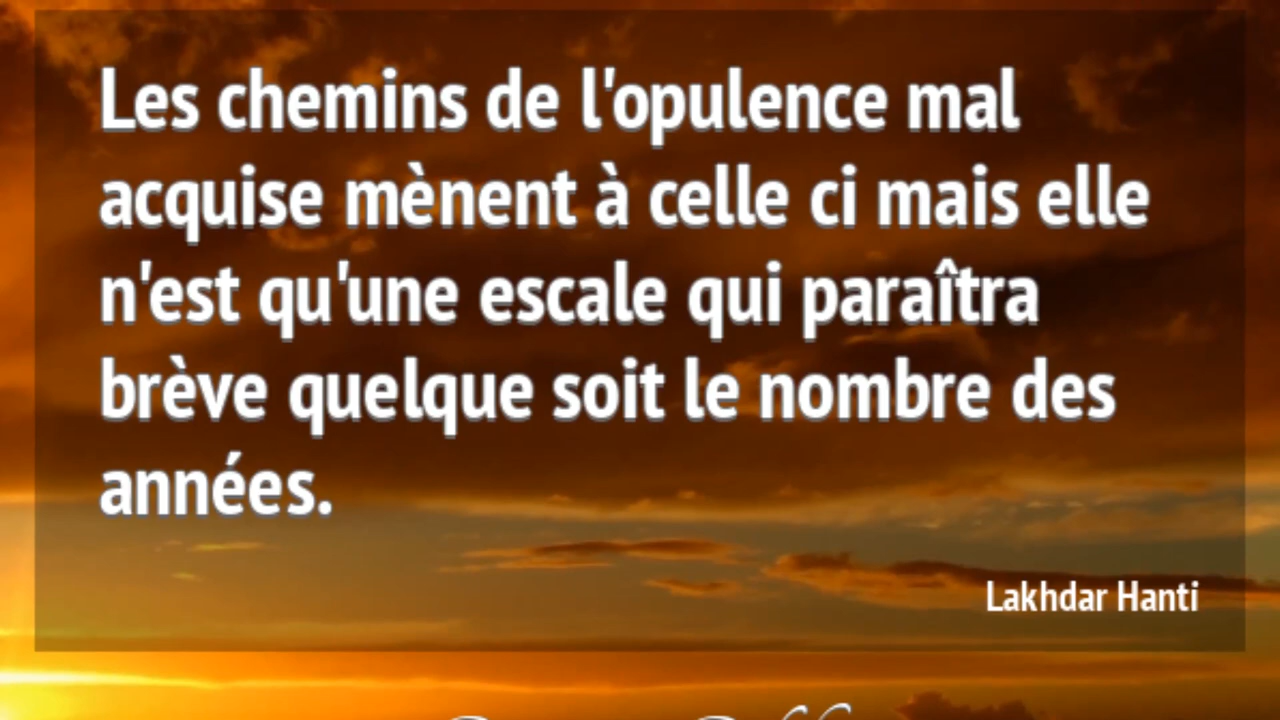 Les chemins de l'opulence mal
acquise mènent à celle ci mais elle
n'est qu'une escale qui paraîtra
brève quelque soit le nombre des
années.
Lakhdar Hanti